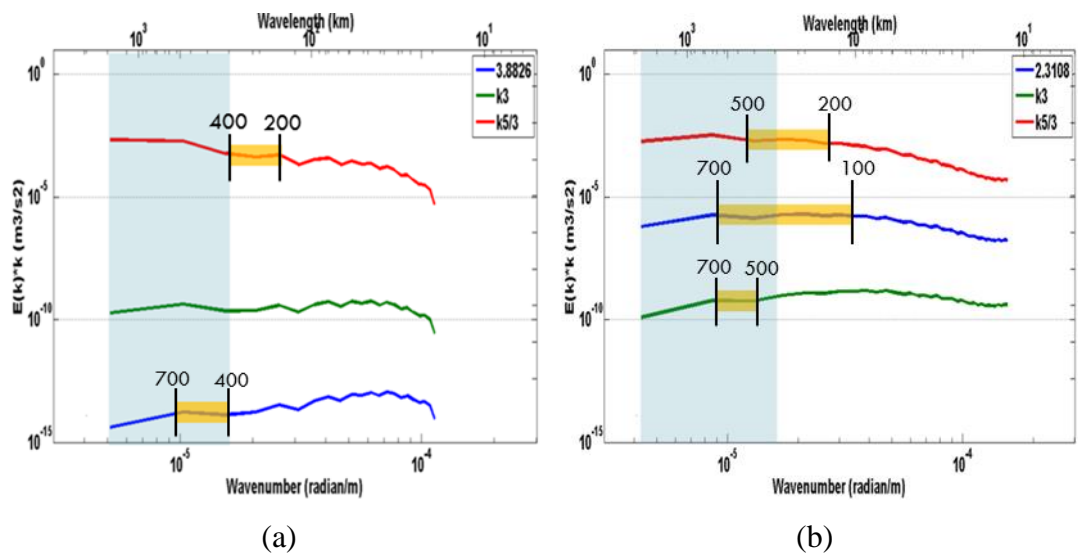 Wavelength (km)
10³ 10² 10¹
10⁰
10⁻⁵
10⁻¹⁰
10⁻¹⁵
E(k)*k (m3/s2)
3.8826
k3
k5/3
400 200
700 400
10⁻⁵ 10⁻⁴
Wavenumber (radian/m)
(a)
Wavelength (km)
10³ 10² 10¹
10⁰
10⁻⁵
10⁻¹⁰
10⁻¹⁵
E(k)*k (m3/s2)
2.3108
k3
k5/3
500 200
700 100
700 500
10⁻⁵ 10⁻⁴
Wavenumber (radian/m)
(b)